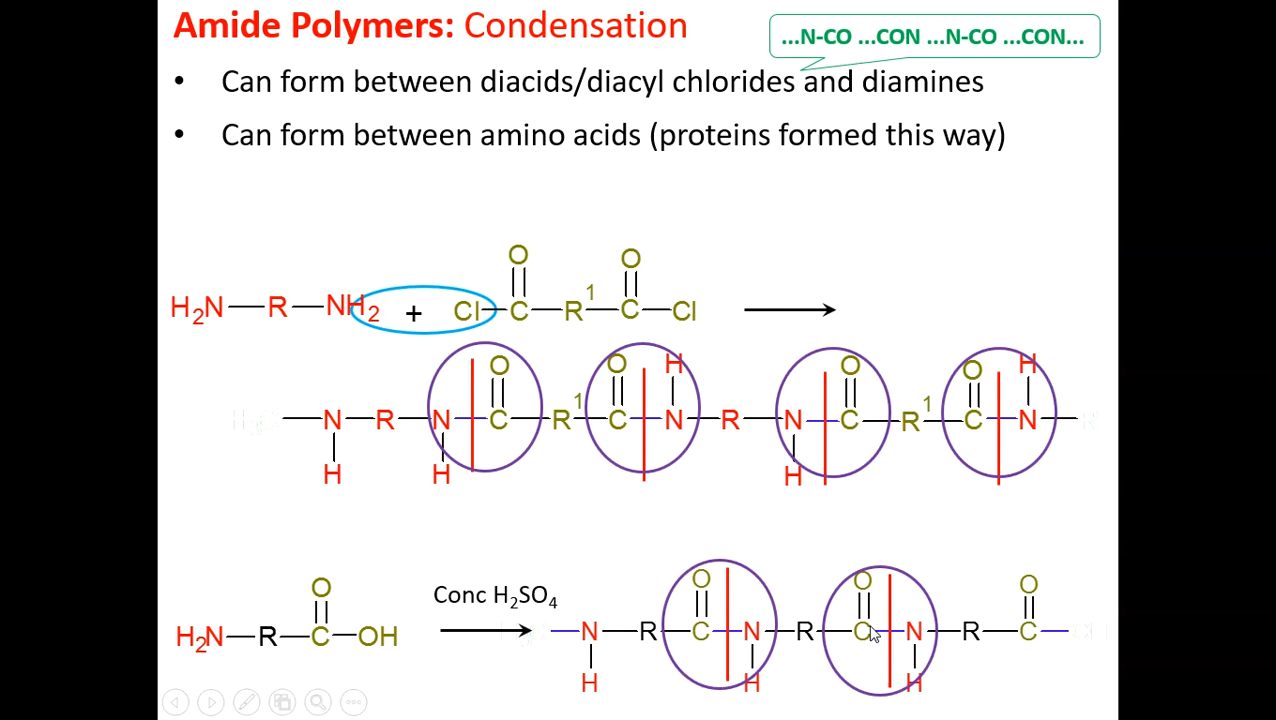 Amide Polymers: Condensation
...N-CO ...CON ...N-CO ...CON...
• Can form between diacids/diacyl chlorides and diamines
• Can form between amino acids (proteins formed this way)
O O
H₂N—R—NH₂ + Cl—C—R¹—C—Cl
O O H O O H
N—R—N—C—R¹—C—N—R—N—C—R¹—C—N
H H H
O Conc H₂SO₄ O O O
H₂N—R—C—OH N—R—C—N—R—C—N—R—C
H H H